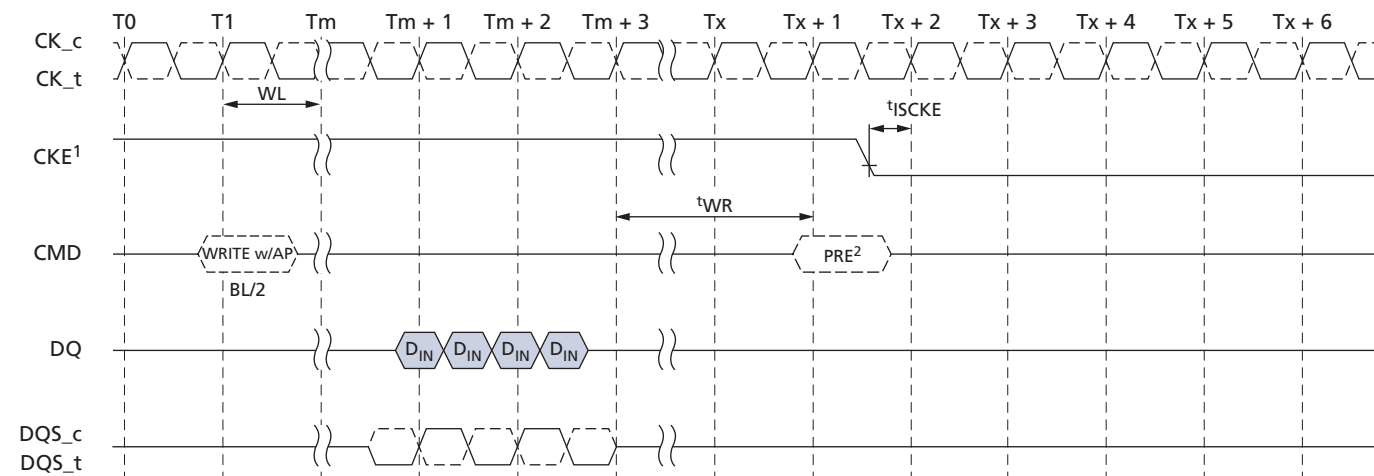 T0 T1 Tm Tm + 1 Tm + 2 Tm + 3 Tx Tx + 1 Tx + 2 Tx + 3 Tx + 4 Tx + 5 Tx + 6
CK_c
CK_t
WL
tISCKE
CKE1
tWR
CMD WRITE w/AP PRE2
BL/2
DQ DIN DIN DIN DIN
DQS_c
DQS_t